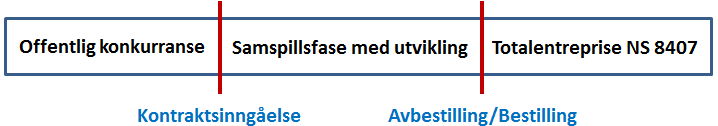 Offentlig konkurranse Samspillsfase med utvikling Totalentreprise NS 8407
Kontraktsinngåelse Avbestilling/Bestilling